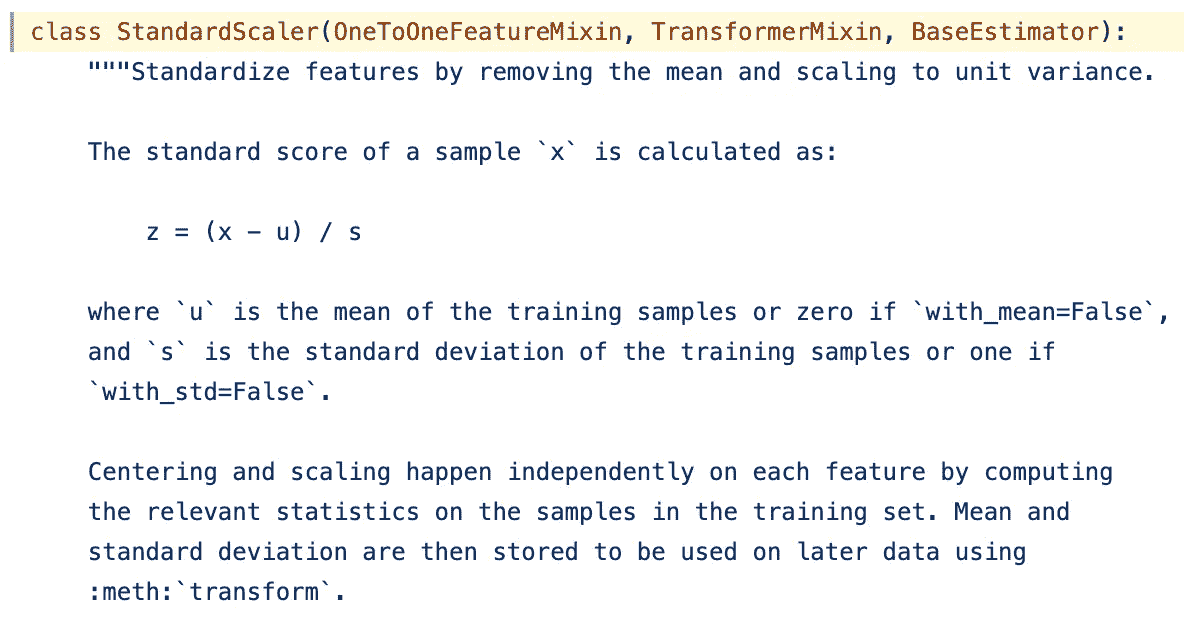 class StandardScaler(OneToOneFeatureMixin, TransformerMixin, BaseEstimator):
"""Standardize features by removing the mean and scaling to unit variance.
The standard score of a sample `x` is calculated as:
z = (x - u) / s
where `u` is the mean of the training samples or zero if `with_mean=False`,
and `s` is the standard deviation of the training samples or one if
`with_std=False`.
Centering and scaling happen independently on each feature by computing
the relevant statistics on the samples in the training set. Mean and
standard deviation are then stored to be used on later data using
:meth:`transform`.